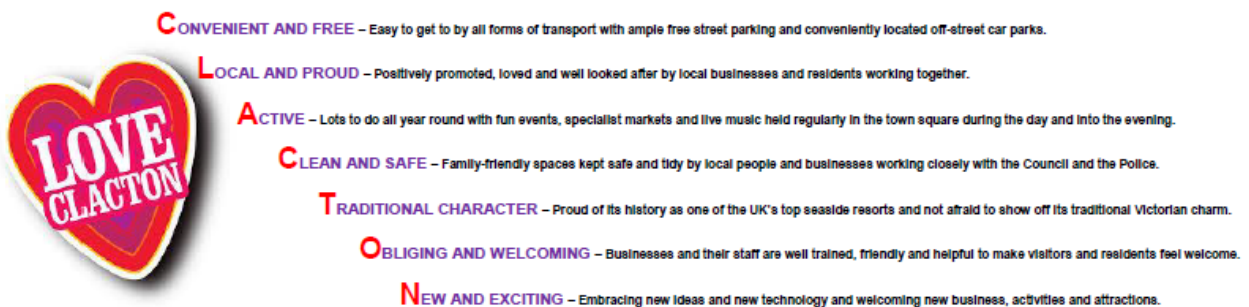 CONVENIENT AND FREE – Easy to get to by all forms of transport with ample free street parking and conveniently located off-street car parks.
LOCAL AND PROUD – Positively promoted, loved and well looked after by local businesses and residents working together.
ACTIVE – Lots to do all year round with fun events, specialist markets and live music held regularly in the town square during the day and into the evening.
CLEAN AND SAFE – Family-friendly spaces kept safe and tidy by local people and businesses working closely with the Council and the Police.
TRADITIONAL CHARACTER – Proud of its history as one of the UK's top seaside resorts and not afraid to show off its traditional Victorian charm.
OBLIGING AND WELCOMING – Businesses and their staff are well trained, friendly and helpful to make visitors and residents feel welcome.
NEW AND EXCITING – Embracing new ideas and new technology and welcoming new business, activities and attractions.
LOVE
CLACTON